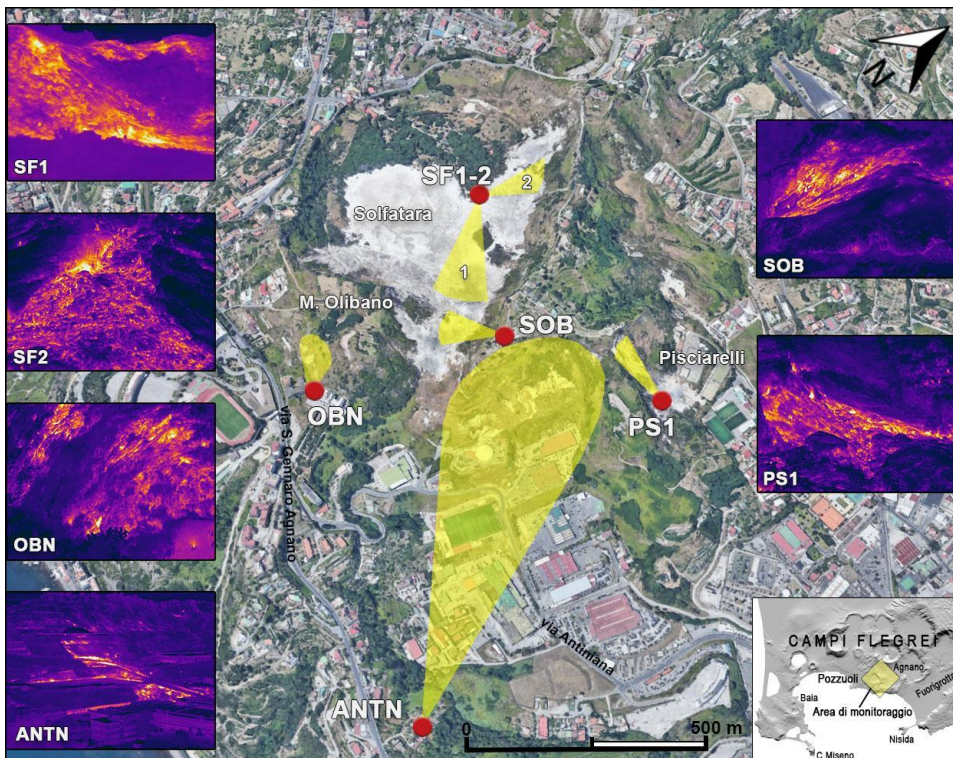 SF1
SF2
OBN
ANTN
N
SF1-2
2
Solfatara
1
M. Olibano
SOB
Pisciarelli
OBN
PS1
via S. Gennaro Agnano
via Antiniana
ANTN
0
500 m
SOB
PS1
CAMPI FLEGREI
Agnano
Pozzuoli
Fuorigrotta
Baia
Area di monitoraggio
Nisida
C.Miseno